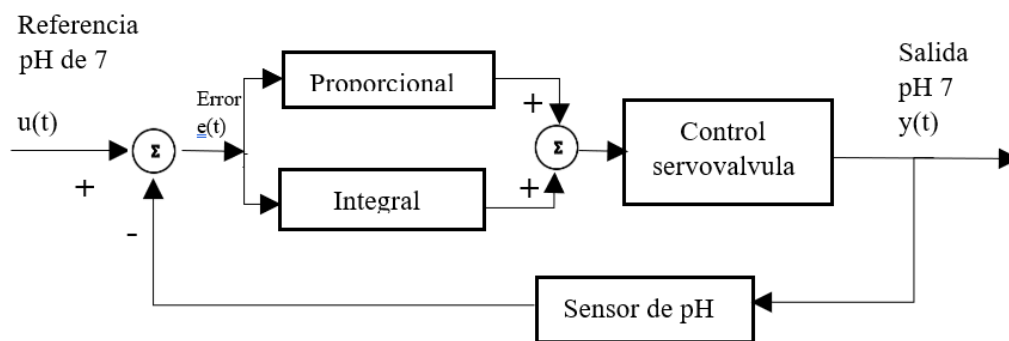 Referencia
pH de 7
u(t)
+
-
Σ
Error
e(t)
Proporcional
Integral
+
+
Σ
Control
servovalvula
Salida
pH 7
y(t)
Sensor de pH